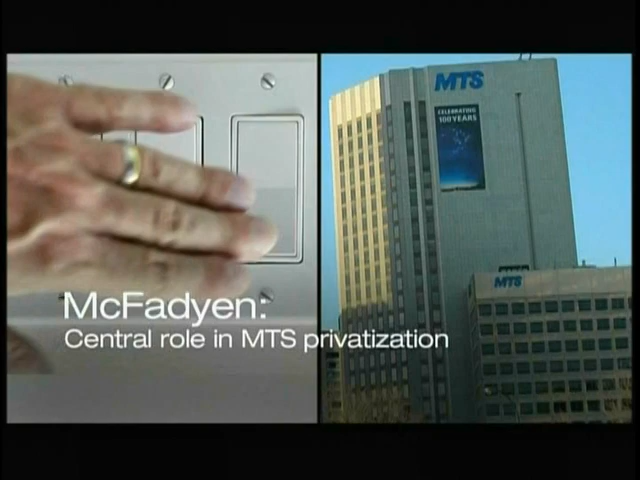 MTS
CELEBRATING
100 YEARS
MTS
McFadyen:
Central role in MTS privatization